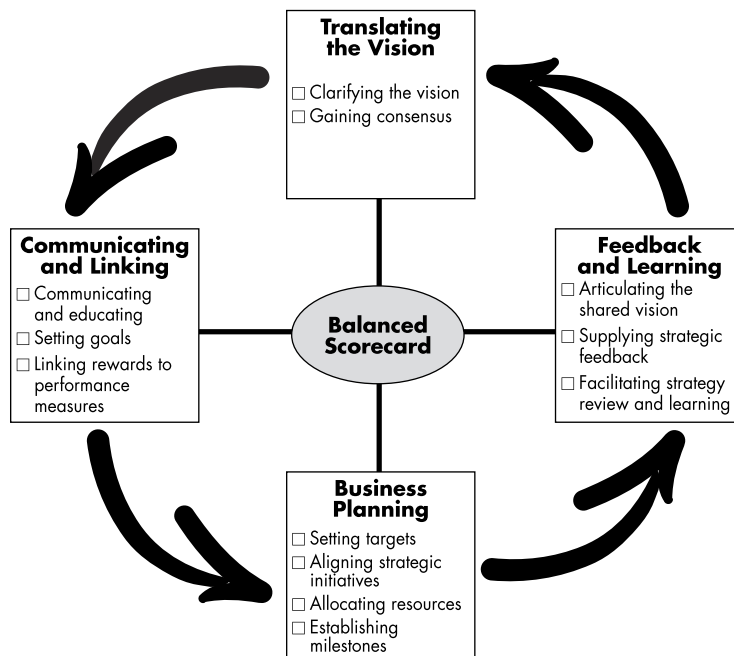 Translating
the Vision
☐ Clarifying the vision
☐ Gaining consensus
Communicating
and Linking
☐ Communicating
and educating
☐ Setting goals
☐ Linking rewards to
performance
measures
Balanced
Scorecard
Feedback
and Learning
☐ Articulating the
shared vision
☐ Supplying strategic
feedback
☐ Facilitating strategy
review and learning
Business
Planning
☐ Setting targets
☐ Aligning strategic
initiatives
☐ Allocating resources
☐ Establishing
milestones